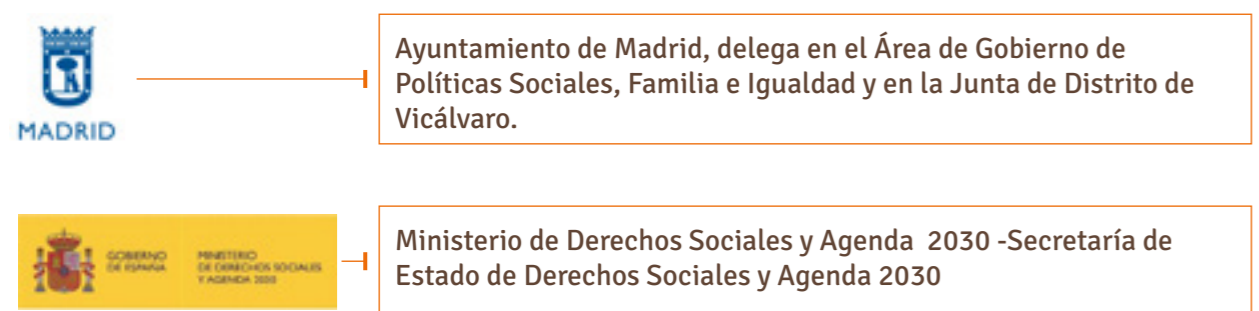 MADRID
Ayuntamiento de Madrid, delega en el Área de Gobierno de
Políticas Sociales, Familia e Igualdad y en la Junta de Distrito de
Vicálvaro.
GOBIERNO
DE ESPAÑA
MINISTERIO
DE DERECHOS SOCIALES
Y AGENDA 2030
Ministerio de Derechos Sociales y Agenda  2030 -Secretaría de
Estado de Derechos Sociales y Agenda 2030